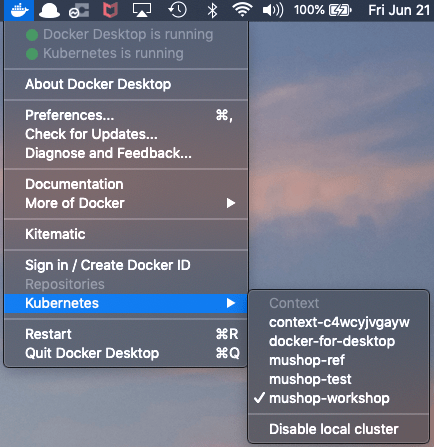 100%
Fri Jun 21
Docker Desktop is running
Kubernetes is running
About Docker Desktop
Preferences... ⌘,
Check for Updates...
Diagnose and Feedback...
Documentation
More of Docker
Kitematic
Sign in / Create Docker ID
Repositories
Kubernetes
Context
context-c4wcyjvgayw
docker-for-desktop
mushop-ref
mushop-test
mushop-workshop
Disable local cluster
Restart ⌘R
Quit Docker Desktop ⌘Q